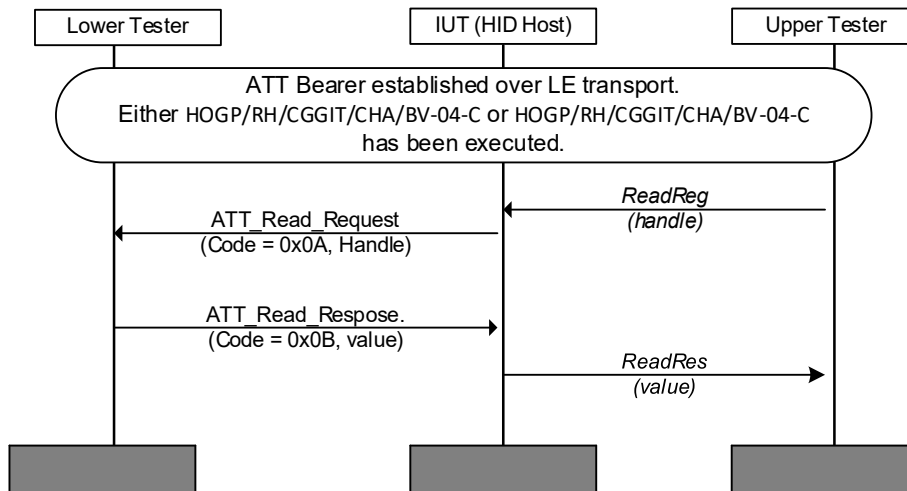 Lower Tester
IUT (HID Host)
Upper Tester
ATT Bearer established over LE transport.
Either HOGP/RH/CGGIT/CHA/BV-04-C or HOGP/RH/CGGIT/CHA/BV-04-C
has been executed.
ReadReg
(handle)
ATT_Read_Request
(Code = 0x0A, Handle)
ATT_Read_Respose.
(Code = 0x0B, value)
ReadRes
(value)